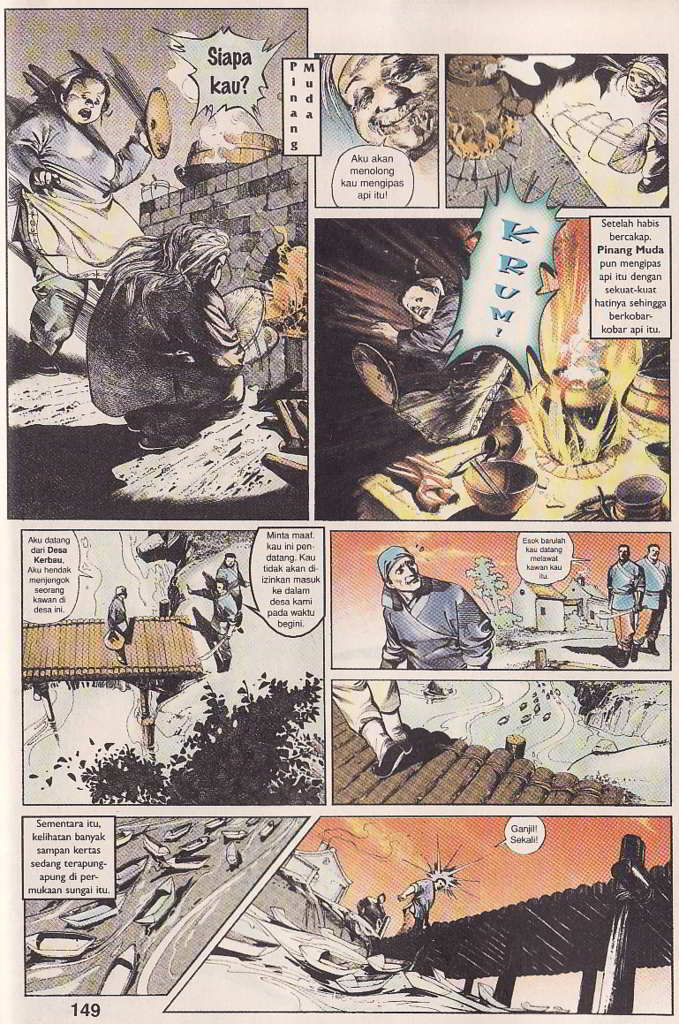 Siapa
kau?
Pinang
Muda
Aku akan
menolong
kau mengipas
api itu!
Setelah habis
bercakap,
Pinang Muda
pun mengipas
api itu dengan
sekuat-kuat
hatinya sehingga
berkobar-
kobar api itu.
KRUM!
Aku datang
dari Desa
Kerbau,
Aku hendak
menjengok
seorang
kawan di
desa ini.
Minta maaf,
kau ini pen-
datang. Kau
tidak akan di-
izinkan masuk
ke dalam
desa kami
pada waktu
begini.
Esok barulah
kau datang
melawat
kawan kau
itu.
Sementara itu,
kelihatan banyak
sampan kertas
sedang terapung-
apung di per-
mukaan sungai itu.
Ganjil!
Sekali!
149